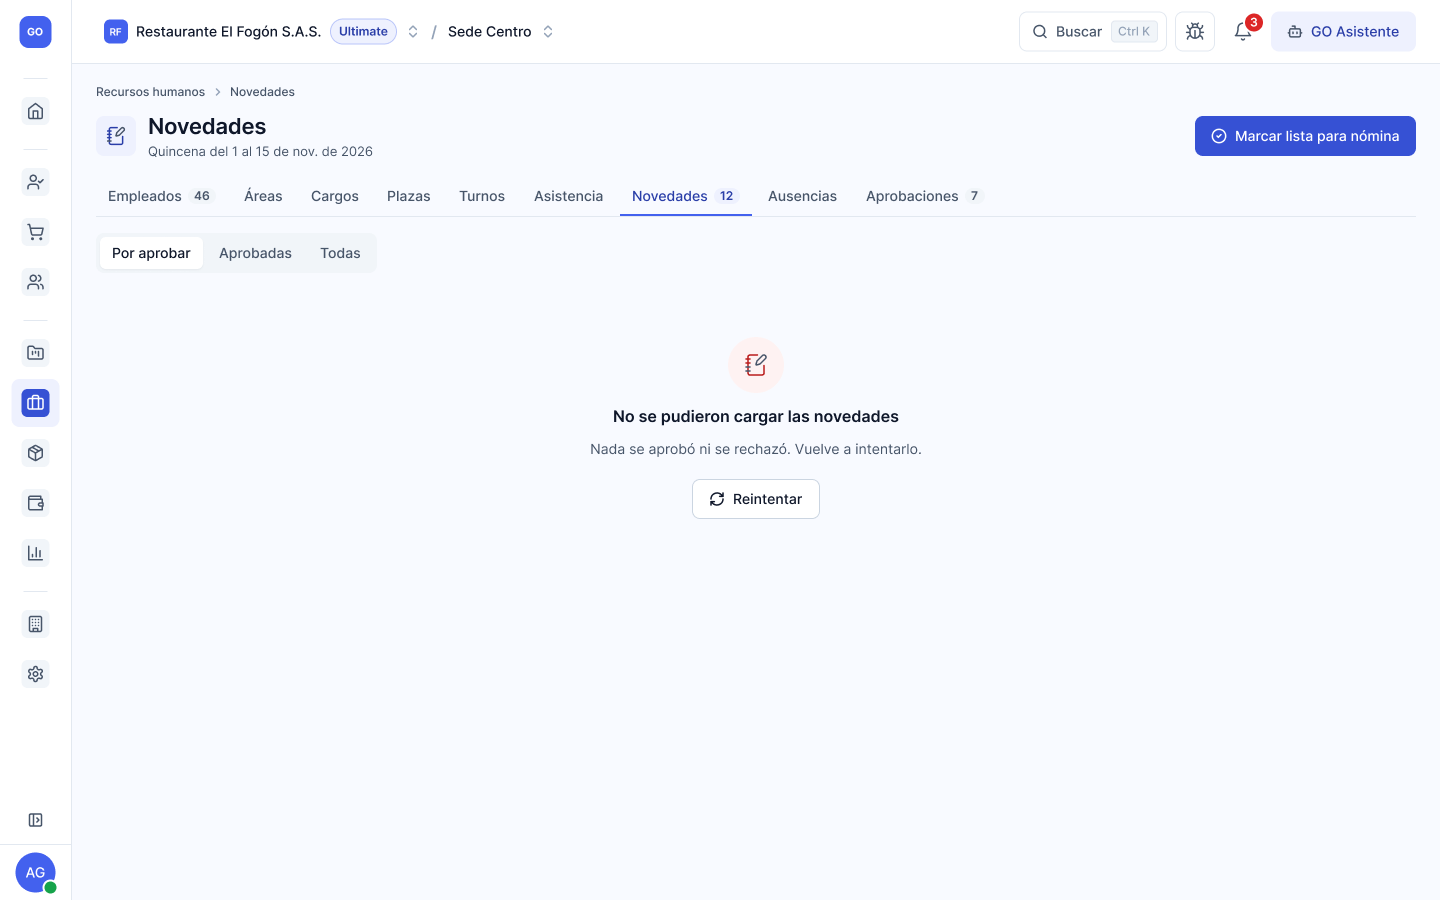 GO
RF Restaurante El Fogón S.A.S. Ultimate / Sede Centro
Buscar Ctrl K
3
GO Asistente
Recursos humanos > Novedades
Novedades
Quincena del 1 al 15 de nov. de 2026
Marcar lista para nómina
Empleados 46 Áreas Cargos Plazas Turnos Asistencia Novedades 12 Ausencias Aprobaciones 7
Por aprobar Aprobadas Todas
No se pudieron cargar las novedades
Nada se aprobó ni se rechazó. Vuelve a intentarlo.
Reintentar
AG